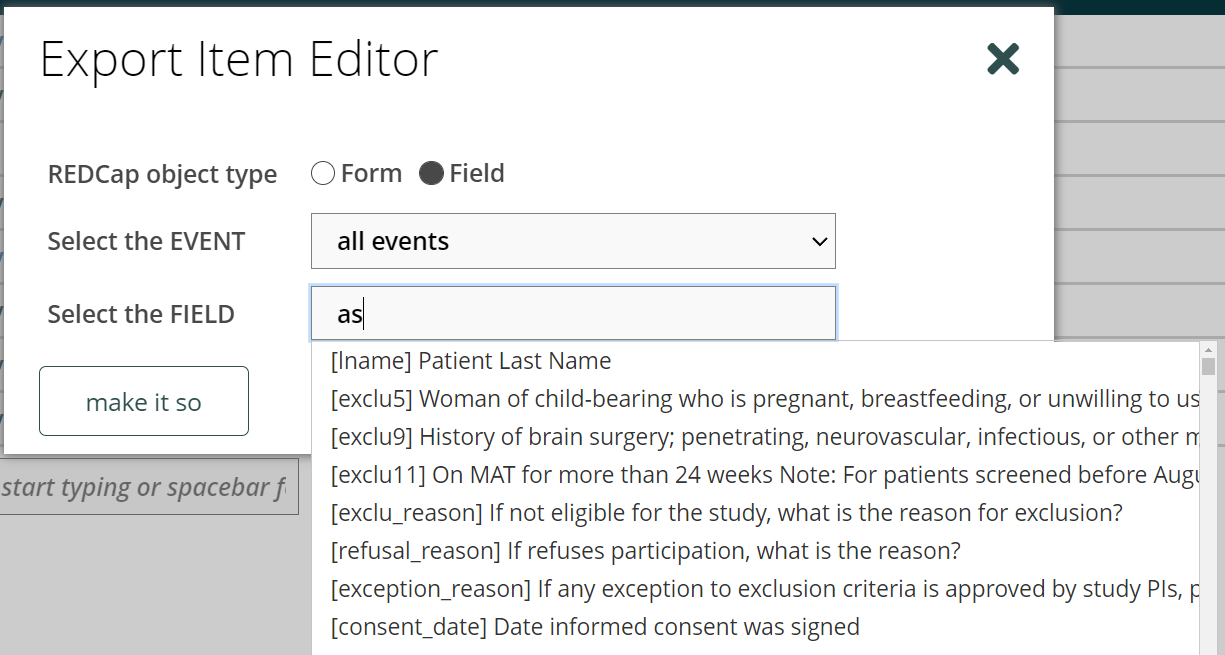 Export Item Editor
REDCap object type
Form
Field
Select the EVENT
all events
Select the FIELD
as
[lname] Patient Last Name
[exclu5] Woman of child-bearing who is pregnant, breastfeeding, or unwilling to us
[exclu9] History of brain surgery; penetrating, neurovascular, infectious, or other
make it so
[exclu11] On MAT for more than 24 weeks Note: For patients screened before Augu
start typing or spacebar f
[exclu_reason] If not eligible for the study, what is the reason for exclusion?
[refusal_reason] If refuses participation, what is the reason?
[exception_reason] If any exception to exclusion criteria is approved by study PIs, p
[consent_date] Date informed consent was signed